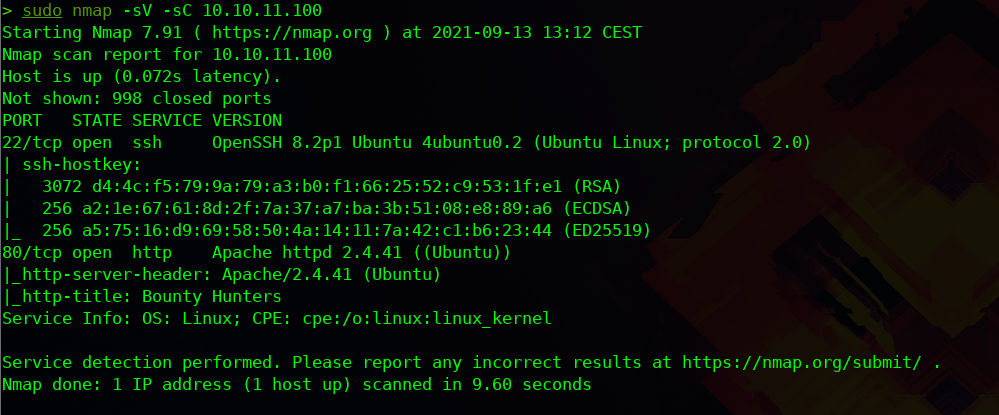 > sudo nmap -sV -sC 10.10.11.100
Starting Nmap 7.91 ( https://nmap.org ) at 2021-09-13 13:12 CEST
Nmap scan report for 10.10.11.100
Host is up (0.072s latency).
Not shown: 998 closed ports
PORT   STATE SERVICE VERSION
22/tcp open  ssh     OpenSSH 8.2p1 Ubuntu 4ubuntu0.2 (Ubuntu Linux; protocol 2.0)
| ssh-hostkey:
|   3072 d4:4c:f5:79:9a:79:a3:b0:f1:66:25:52:c9:53:1f:e1 (RSA)
|   256 a2:1e:67:61:8d:2f:7a:37:a7:ba:3b:51:08:e8:89:a6 (ECDSA)
|_  256 a5:75:16:d9:69:58:50:4a:14:11:7a:42:c1:b6:23:44 (ED25519)
80/tcp open  http    Apache httpd 2.4.41 ((Ubuntu))
|_http-server-header: Apache/2.4.41 (Ubuntu)
|_http-title: Bounty Hunters
Service Info: OS: Linux; CPE: cpe:/o:linux:linux_kernel

Service detection performed. Please report any incorrect results at https://nmap.org/submit/ .
Nmap done: 1 IP address (1 host up) scanned in 9.60 seconds